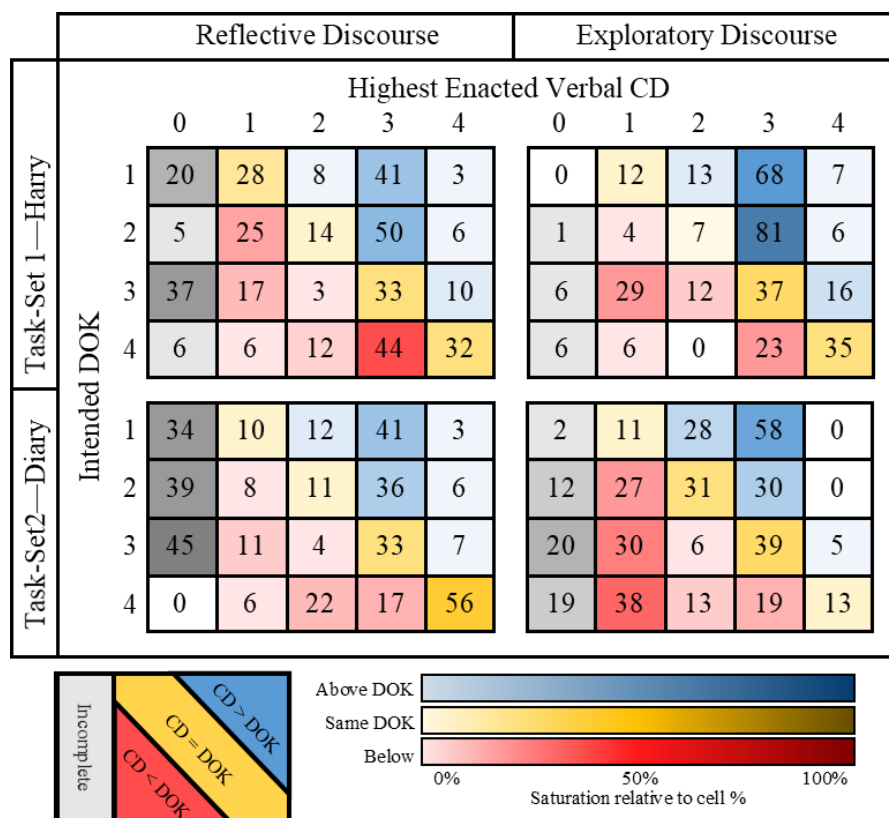 Reflective Discourse Exploratory Discourse
Task-Set 1—Harry
Intended DOK
Highest Enacted Verbal CD
0 1 2 3 4 0 1 2 3 4
1 20 28 8 41 3 0 12 13 68 7
2 5 25 14 50 6 1 4 7 81 6
3 37 17 3 33 10 6 29 12 37 16
4 6 6 12 44 32 6 6 0 23 35
Task-Set2—Diary
1 34 10 12 41 3 2 11 28 58 0
2 39 8 11 36 6 12 27 31 30 0
3 45 11 4 33 7 20 30 6 39 5
4 0 6 22 17 56 19 38 13 19 13
Incomplete
CD > DOK
CD = DOK
CD < DOK
Above DOK
Same DOK
Below
0% 50% 100%
Saturation relative to cell %